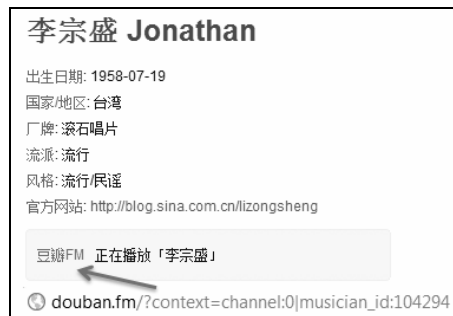 李宗盛 Jonathan
出生日期: 1958-07-19
国家/地区: 台湾
厂牌: 滚石唱片
流派: 流行
风格: 流行/民谣
官方网站: http://blog.sina.com.cn/lizongsheng
豆瓣FM 正在播放「李宗盛」
douban.fm/?context=channel:0|musician_id:104294